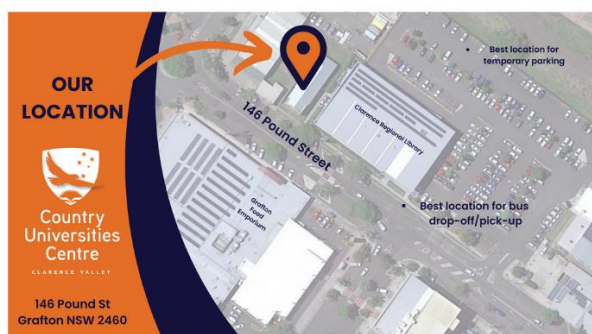 OUR
LOCATION
Country
Universities
Centre
CLARENCE VALLEY
146 Pound St
Grafton NSW 2460
146 Pound Street
Clarence Regional Library
Grafton
Food
Emporium
• Best location for
temporary parking
• Best location for bus
drop-off/pick-up